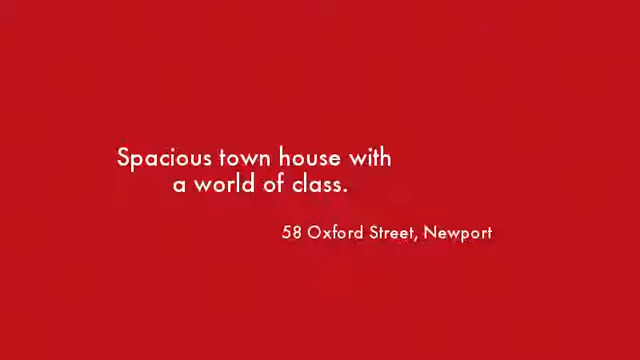 Spacious town house with
a world of class.
58 Oxford Street, Newport